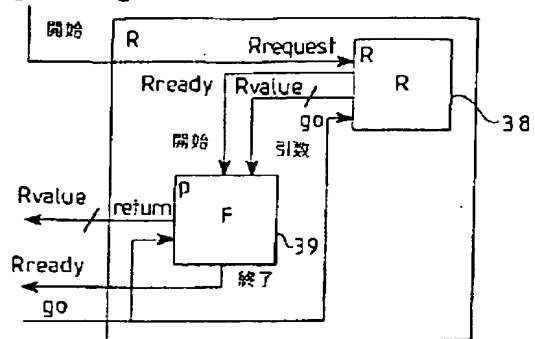 開始
R
Rrequest
R
R
Rready
Rvalue
go
38
開始
引数
P
F
Rvalue
return
39
Rready
終了
go